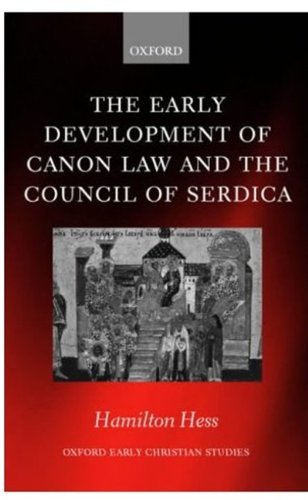 OXFORD
THE EARLY
DEVELOPMENT OF
CANON LAW AND THE
COUNCIL OF SERDICA
Hamilton Hess
OXFORD EARLY CHRISTIAN STUDIES